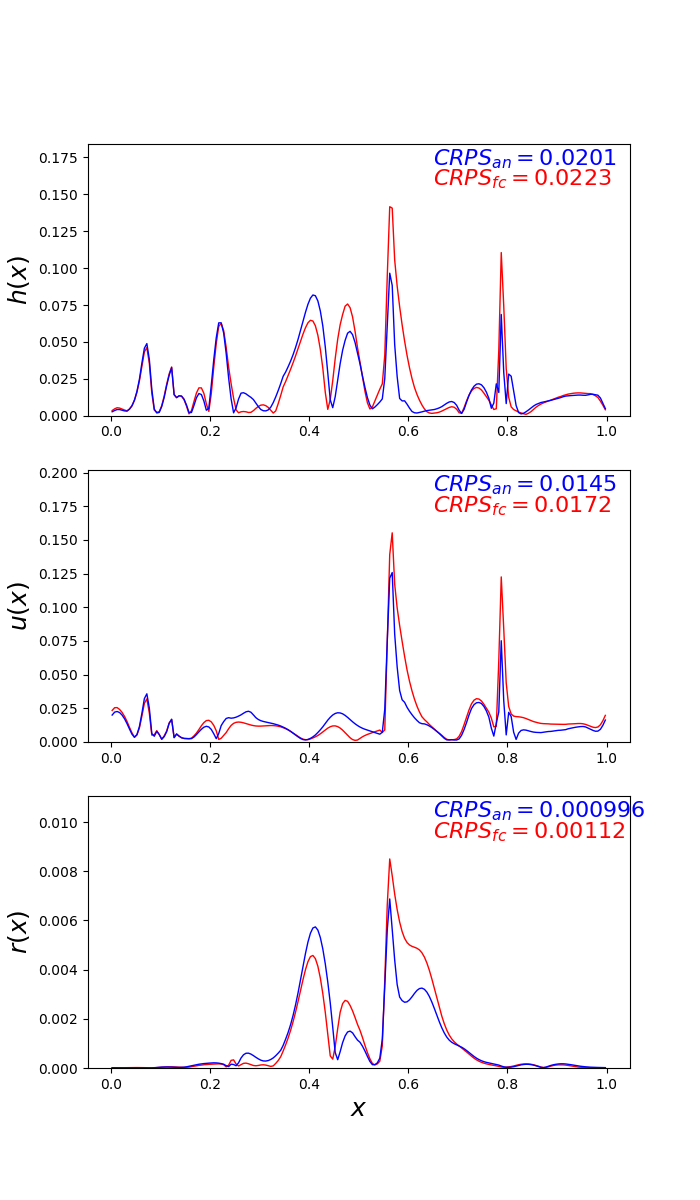 CRPS_an = 0.0201
CRPS_fc = 0.0223
0.175
0.150
0.125
0.100
0.075
0.050
0.025
0.000
h(x)
0.0 0.2 0.4 0.6 0.8 1.0
CRPS_an = 0.0145
CRPS_fc = 0.0172
0.200
0.175
0.150
0.125
0.100
0.075
0.050
0.025
0.000
u(x)
0.0 0.2 0.4 0.6 0.8 1.0
CRPS_an = 0.000996
CRPS_fc = 0.00112
0.010
0.008
0.006
0.004
0.002
0.000
r(x)
0.0 0.2 0.4 0.6 0.8 1.0
x